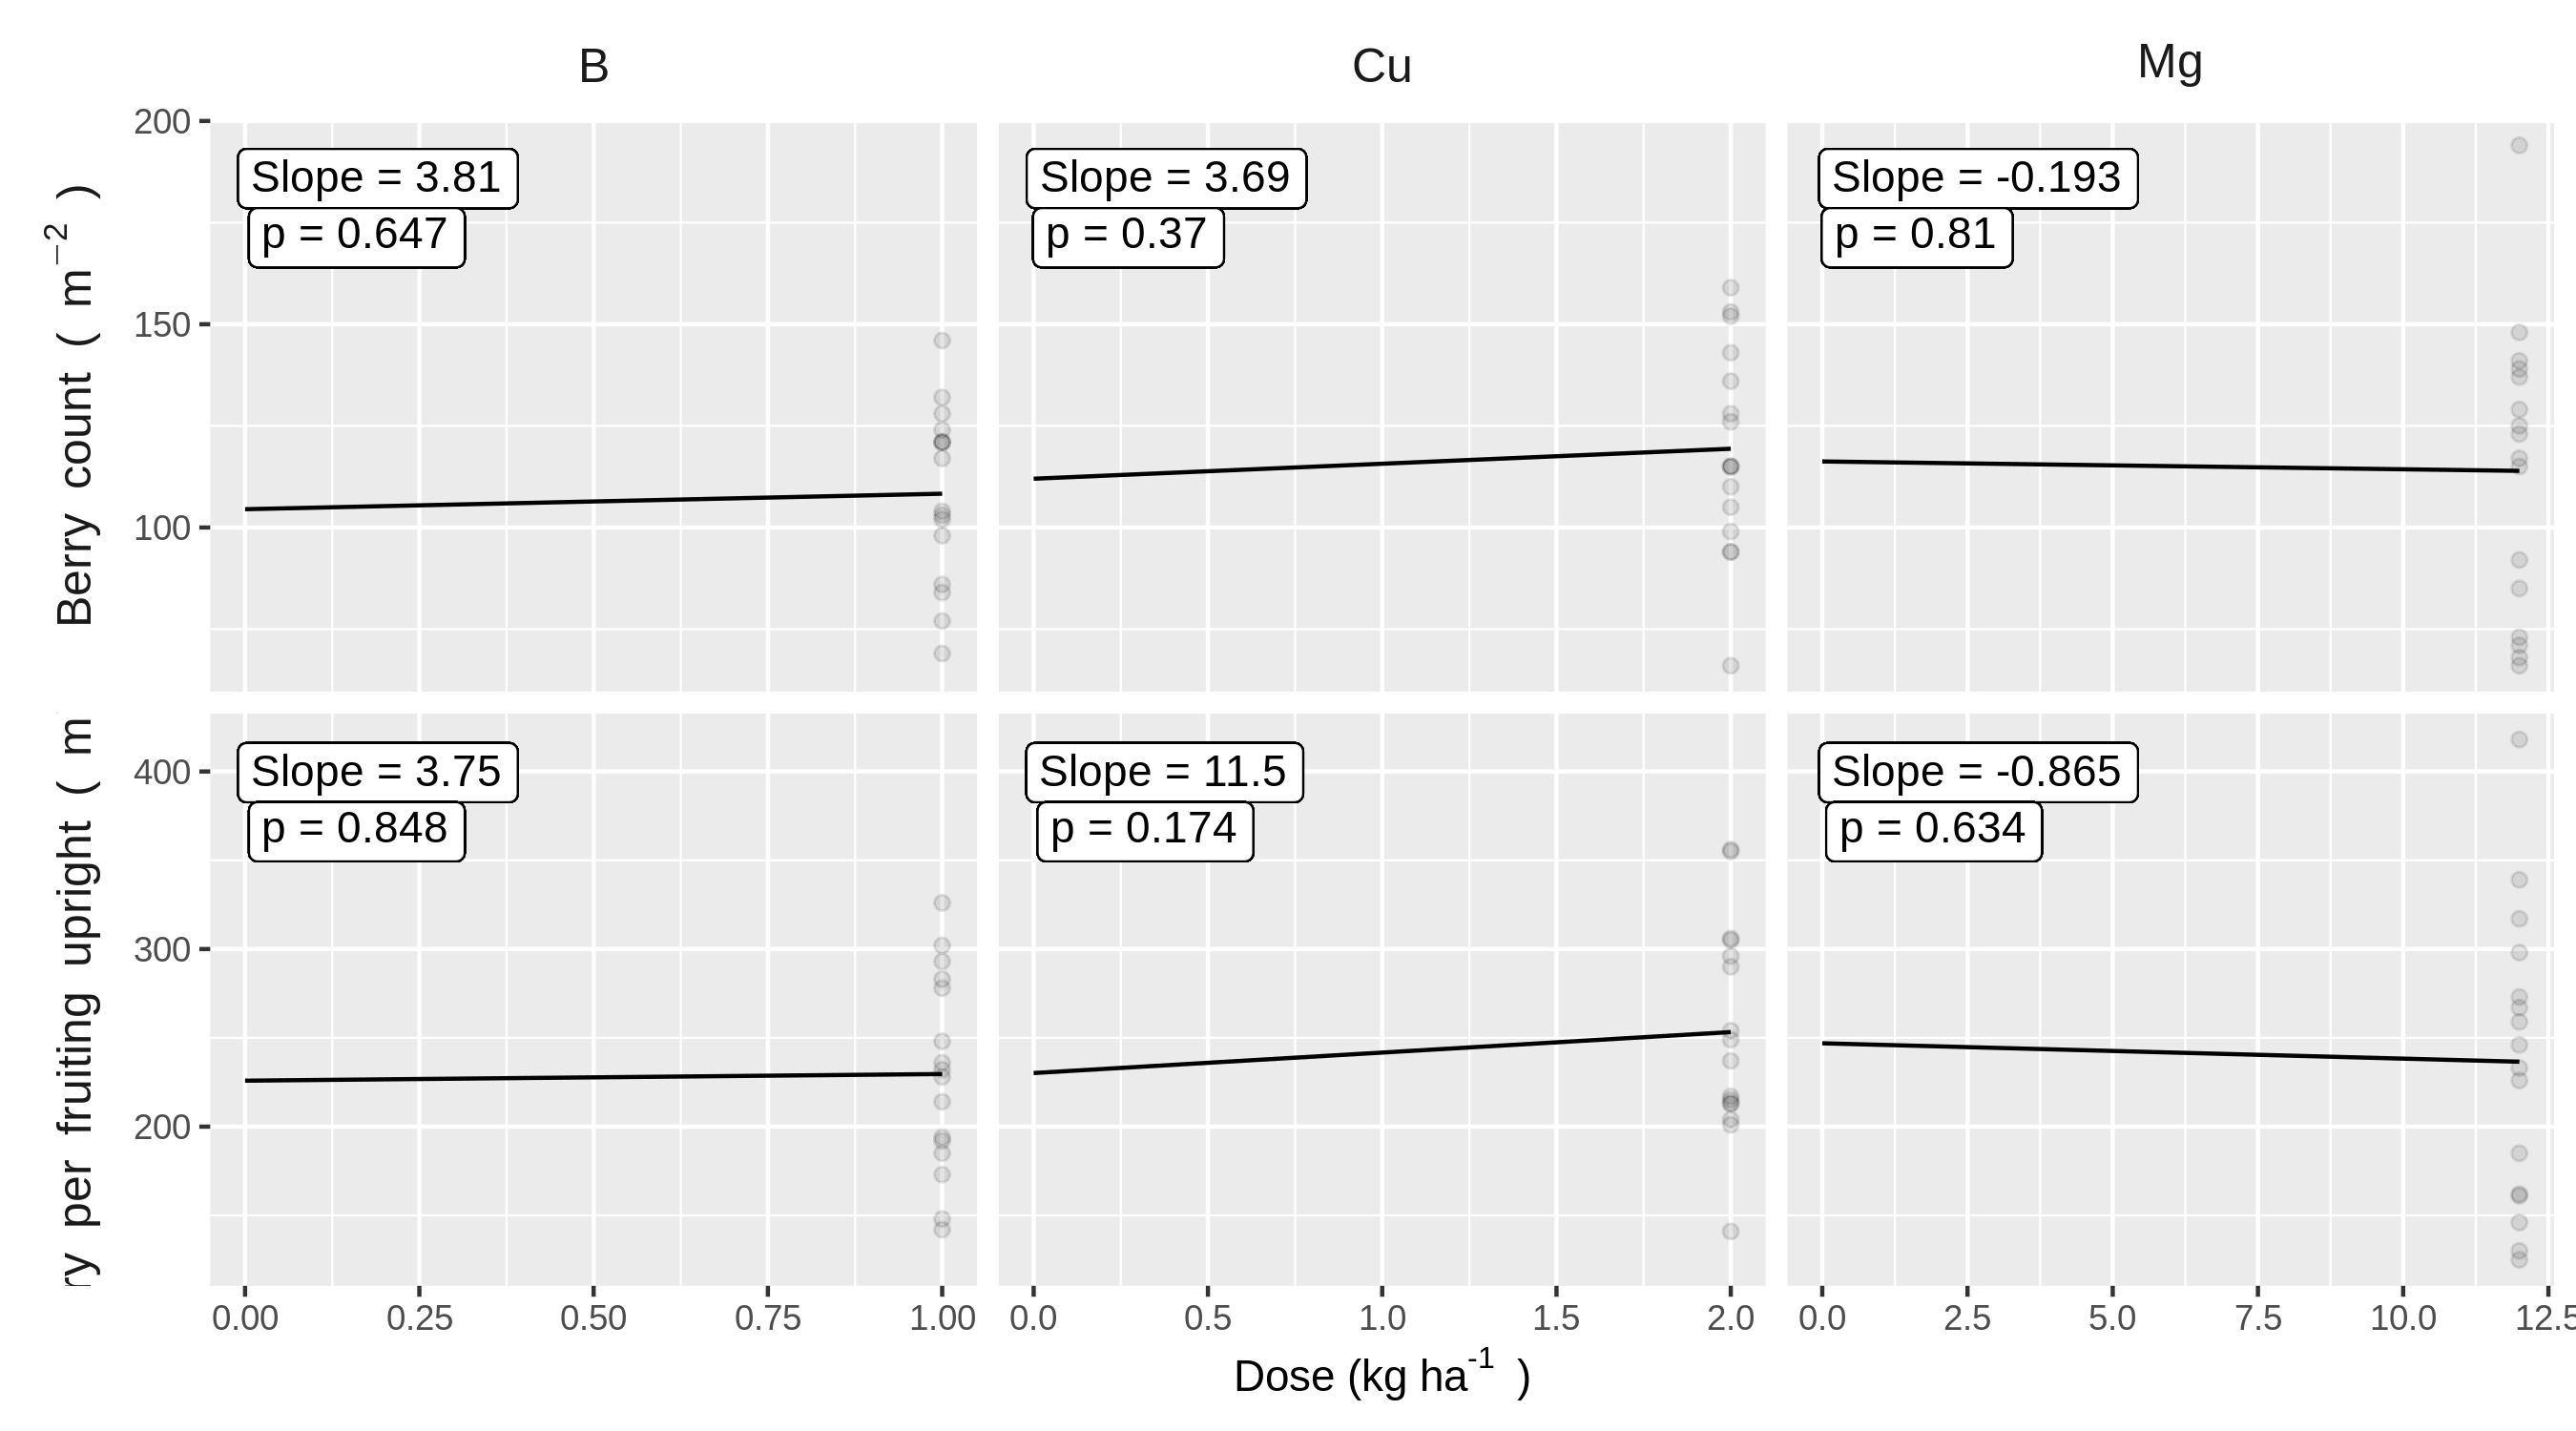 B Cu Mg
Berry count ( m−2 )
200
150
100
Slope = 3.81
p = 0.647
Slope = 3.69
p = 0.37
Slope = -0.193
p = 0.81
per fruiting upright ( m
400
300
200
Slope = 3.75
p = 0.848
Slope = 11.5
p = 0.174
Slope = -0.865
p = 0.634
0.00 0.25 0.50 0.75 1.00 0.0 0.5 1.0 1.5 2.0 0.0 2.5 5.0 7.5 10.0 12.5
Dose (kg ha-1 )